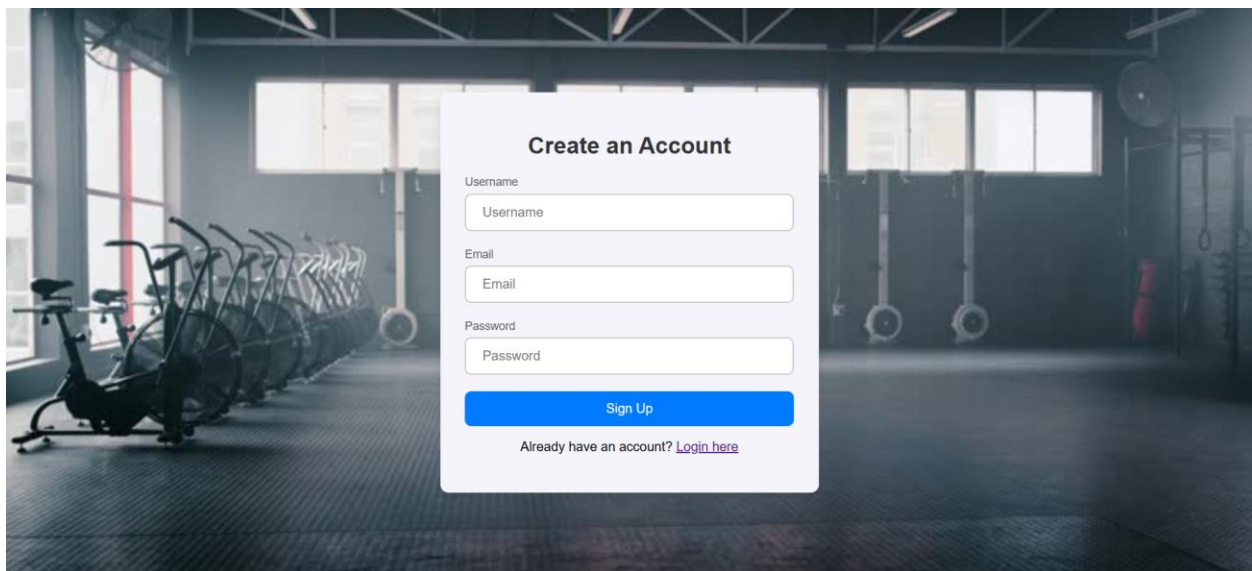 Create an Account
Username
Username
Email
Email
Password
Password
Sign Up
Already have an account? Login here